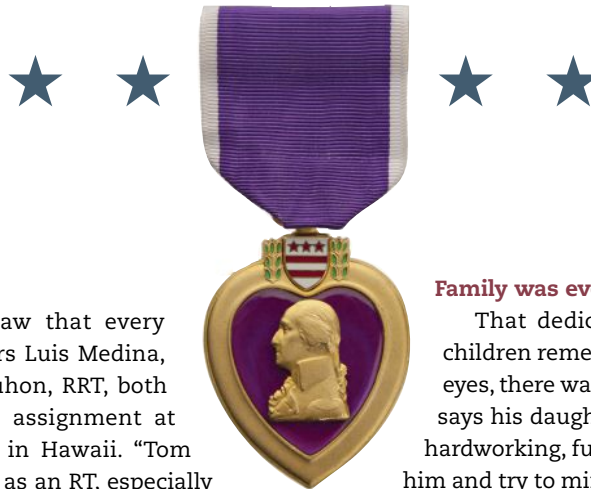 aw that every
rs Luis Medina,
uhon, RRT, both
assignment at
in Hawaii. “Tom
as an RT, especially
Family was ev
That dedic
children reme
eyes, there wa
says his daugh
hardworking, fu
him and try to mi